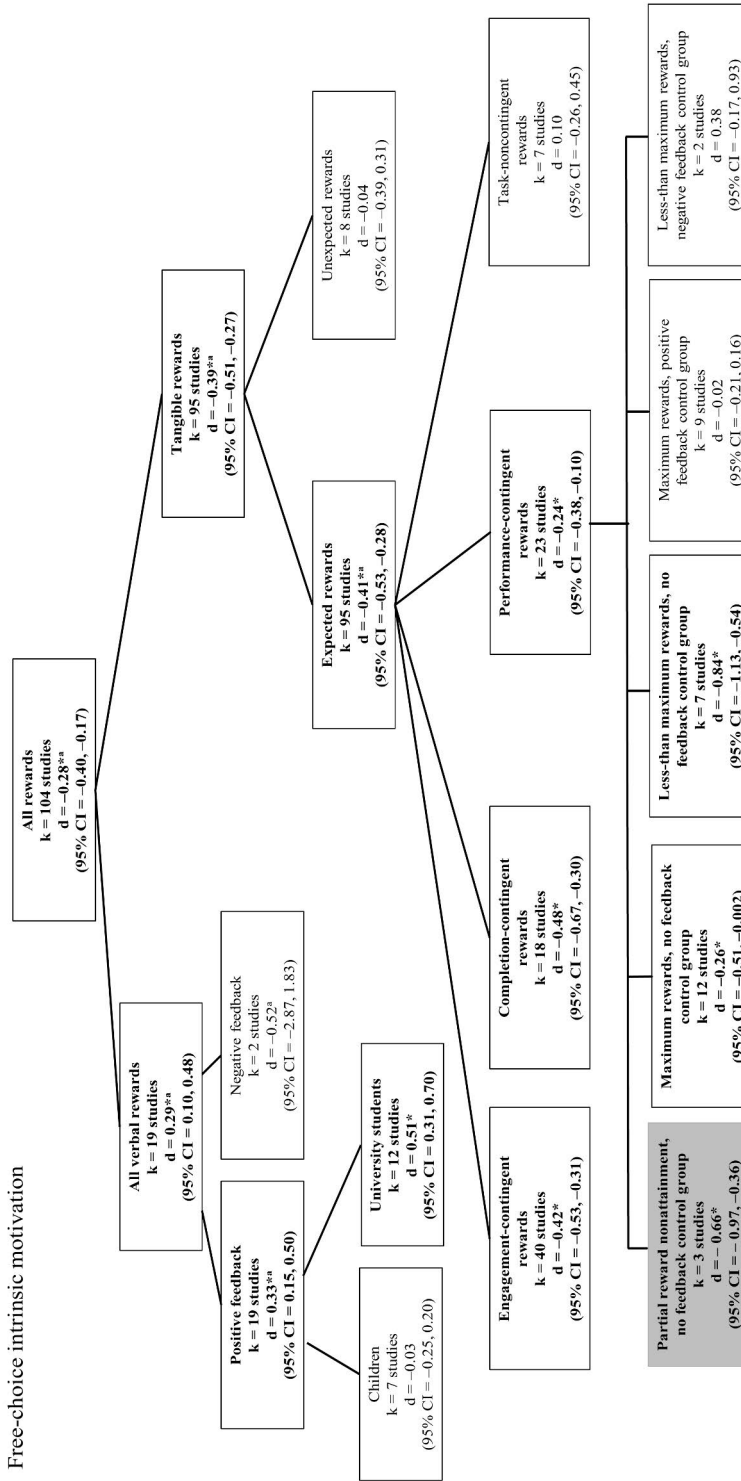 Free-choice intrinsic motivation
All rewards
k = 104 studies
d = −0.28*ᵃ
(95% CI = −0.40, −0.17)
All verbal rewards
k = 19 studies
d = 0.29*ᵃ
(95% CI = 0.10, 0.48)
Tangible rewards
k = 95 studies
d = −0.39*ᵃ
(95% CI = −0.51, −0.27)
Positive feedback
k = 19 studies
d = 0.33*ᵃ
(95% CI = 0.15, 0.50)
Negative feedback
k = 2 studies
d = −0.52ᵃ
(95% CI = −2.87, 1.83)
Expected rewards
k = 95 studies
d = −0.41*ᵃ
(95% CI = −0.53, −0.28)
Unexpected rewards
k = 8 studies
d = −0.04
(95% CI = −0.39, 0.31)
Children
k = 7 studies
d = −0.03
(95% CI = −0.25, 0.20)
University students
k = 12 studies
d = 0.51*
(95% CI = 0.31, 0.70)
Engagement-contingent
rewards
k = 40 studies
d = −0.42*
(95% CI = −0.53, −0.31)
Completion-contingent
rewards
k = 18 studies
d = −0.48*
(95% CI = −0.67, −0.30)
Performance-contingent
rewards
k = 23 studies
d = −0.24*
(95% CI = −0.38, −0.10)
Task-noncontingent
rewards
k = 7 studies
d = 0.10
(95% CI = −0.26, 0.45)
Partial reward nonattainment,
no feedback control group
k = 3 studies
d = − 0.66*
(95% CI = − 0.97, −0.36)
Maximum rewards, no feedback
control group
k = 12 studies
d = −0.26*
(95% CI = −0.51, −0.002)
Less-than maximum rewards, no
feedback control group
k = 7 studies
d = −0.84*
(95% CI = −1.13, −0.54)
Maximum rewards, positive
feedback control group
k = 9 studies
d = −0.02
(95% CI = −0.21, 0.16)
Less-than maximum rewards,
negative feedback control group
k = 2 studies
d = 0.38
(95% CI = −0.17, 0.93)